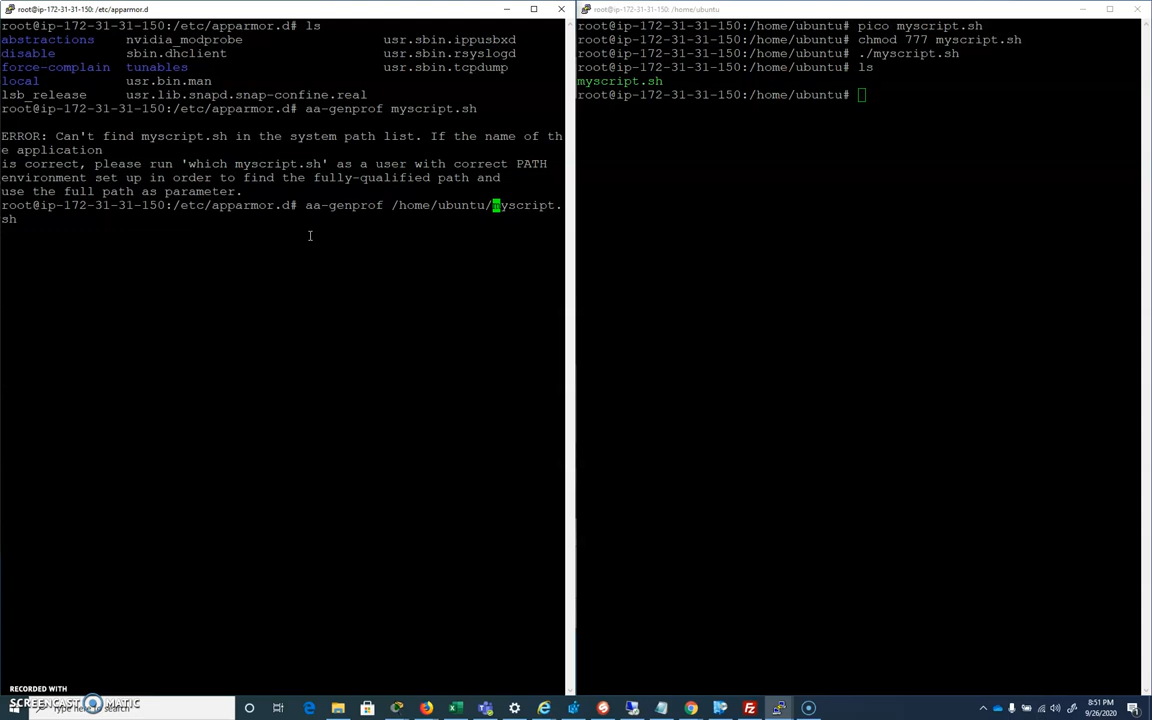 root@ip-172-31-31-150: /etc/apparmor.d
root@ip-172-31-31-150:/etc/apparmor.d# ls
abstractions nvidia_modprobe usr.sbin.ippusbxd
disable sbin.dhclient usr.sbin.rsyslogd
force-complain tunables usr.sbin.tcpdump
local usr.bin.man
lsb_release usr.lib.snapd.snap-confine.real
root@ip-172-31-31-150:/etc/apparmor.d# aa-genprof myscript.sh
ERROR: Can't find myscript.sh in the system path list. If the name of th
e application
is correct, please run 'which myscript.sh' as a user with correct PATH
environment set up in order to find the fully-qualified path and
use the full path as parameter.
root@ip-172-31-31-150:/etc/apparmor.d# aa-genprof /home/ubuntu/myscript.
sh
root@ip-172-31-31-150: /home/ubuntu
root@ip-172-31-31-150:/home/ubuntu# pico myscript.sh
root@ip-172-31-31-150:/home/ubuntu# chmod 777 myscript.sh
root@ip-172-31-31-150:/home/ubuntu# ./myscript.sh
root@ip-172-31-31-150:/home/ubuntu# ls
myscript.sh
root@ip-172-31-31-150:/home/ubuntu#
RECORDED WITH
SCREENCAST MATIC
Type here to search
8:51 PM
9/26/2020